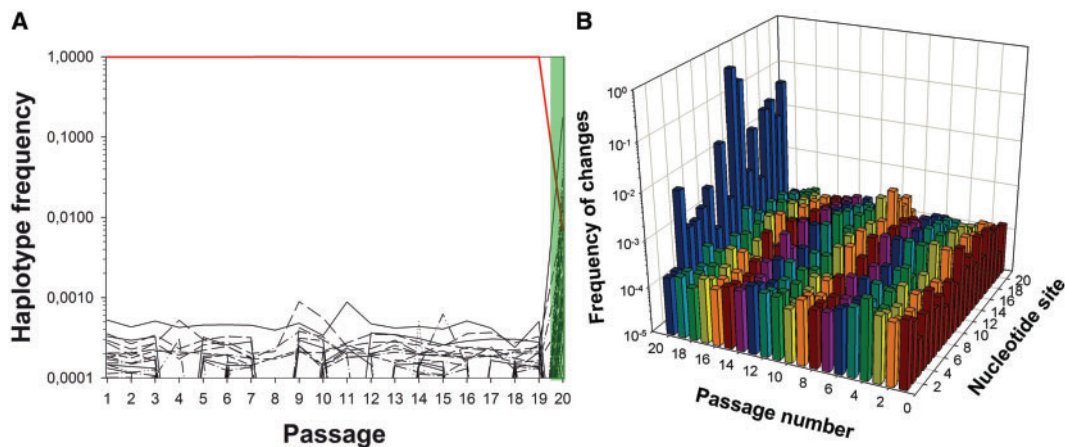 A
1,0000
0,1000
0,0100
0,0010
0,0001
Haplotype frequency
1 2 3 4 5 6 7 8 9 10 11 12 13 14 15 16 17 18 19 20
Passage
B
10⁰
10⁻¹
10⁻²
10⁻³
10⁻⁴
10⁻⁵
Frequency of changes
20 18 16 14 12 10 8 6 4 2 0
Passage number
2 4 6 8 10 12 14 16 18 20
Nucleotide site